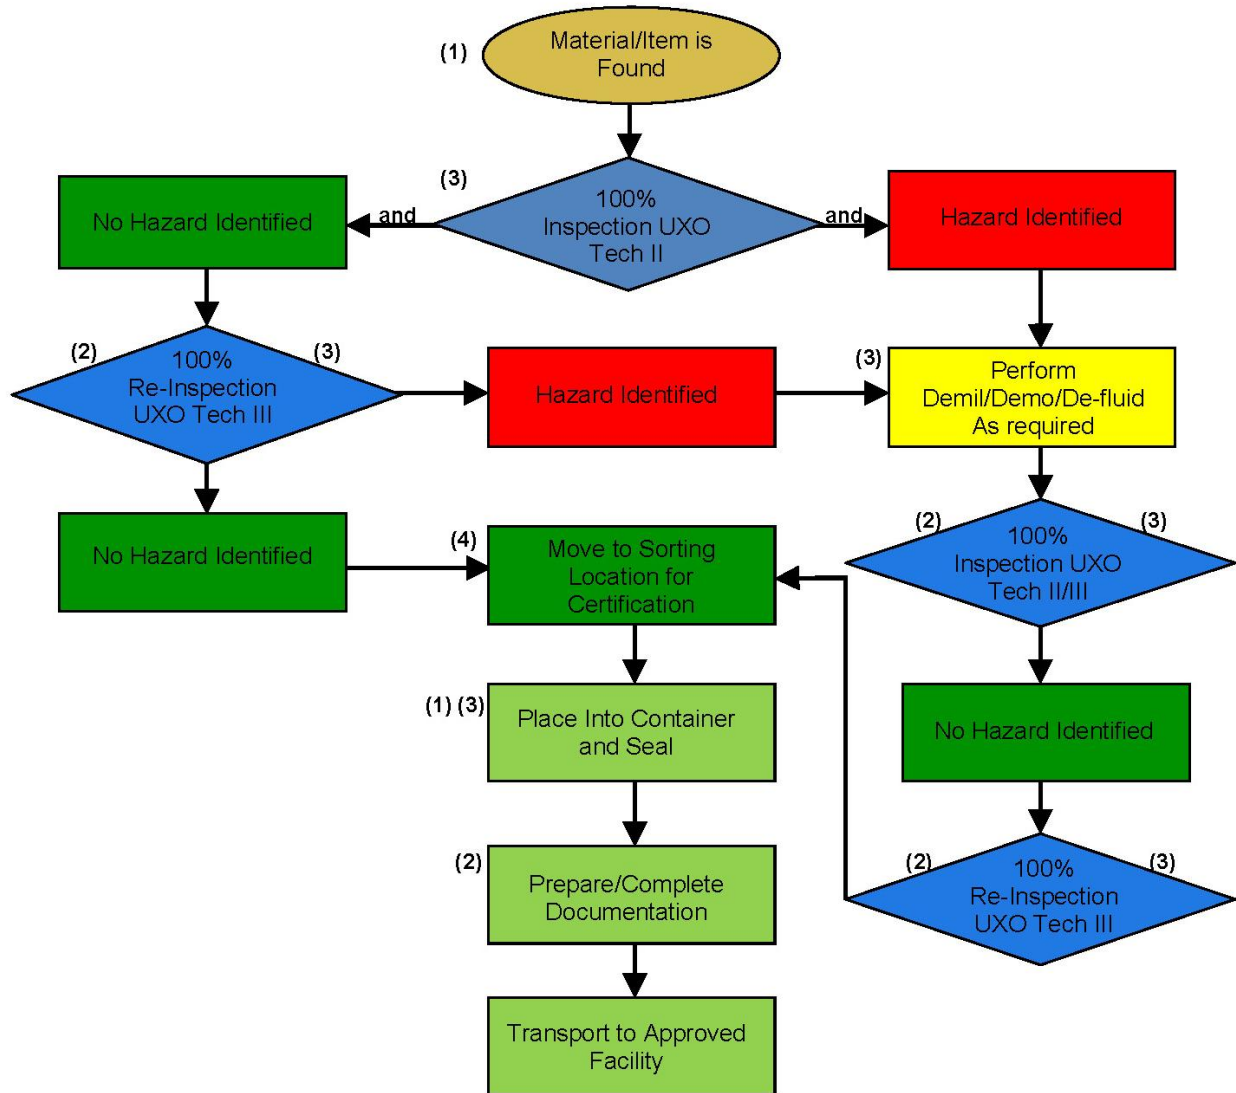 (1)
Material/Item is
Found
(3)
100%
Inspection UXO
Tech II
and
and
No Hazard Identified
Hazard Identified
(2)
(3)
100%
Re-Inspection
UXO Tech III
Hazard Identified
(3)
Perform
Demil/Demo/De-fluid
As required
No Hazard Identified
(4)
Move to Sorting
Location for
Certification
(2)
(3)
100%
Inspection UXO
Tech II/III
(1) (3)
Place Into Container
and Seal
No Hazard Identified
(2)
Prepare/Complete
Documentation
(2)
(3)
100%
Re-Inspection
UXO Tech III
Transport to Approved
Facility